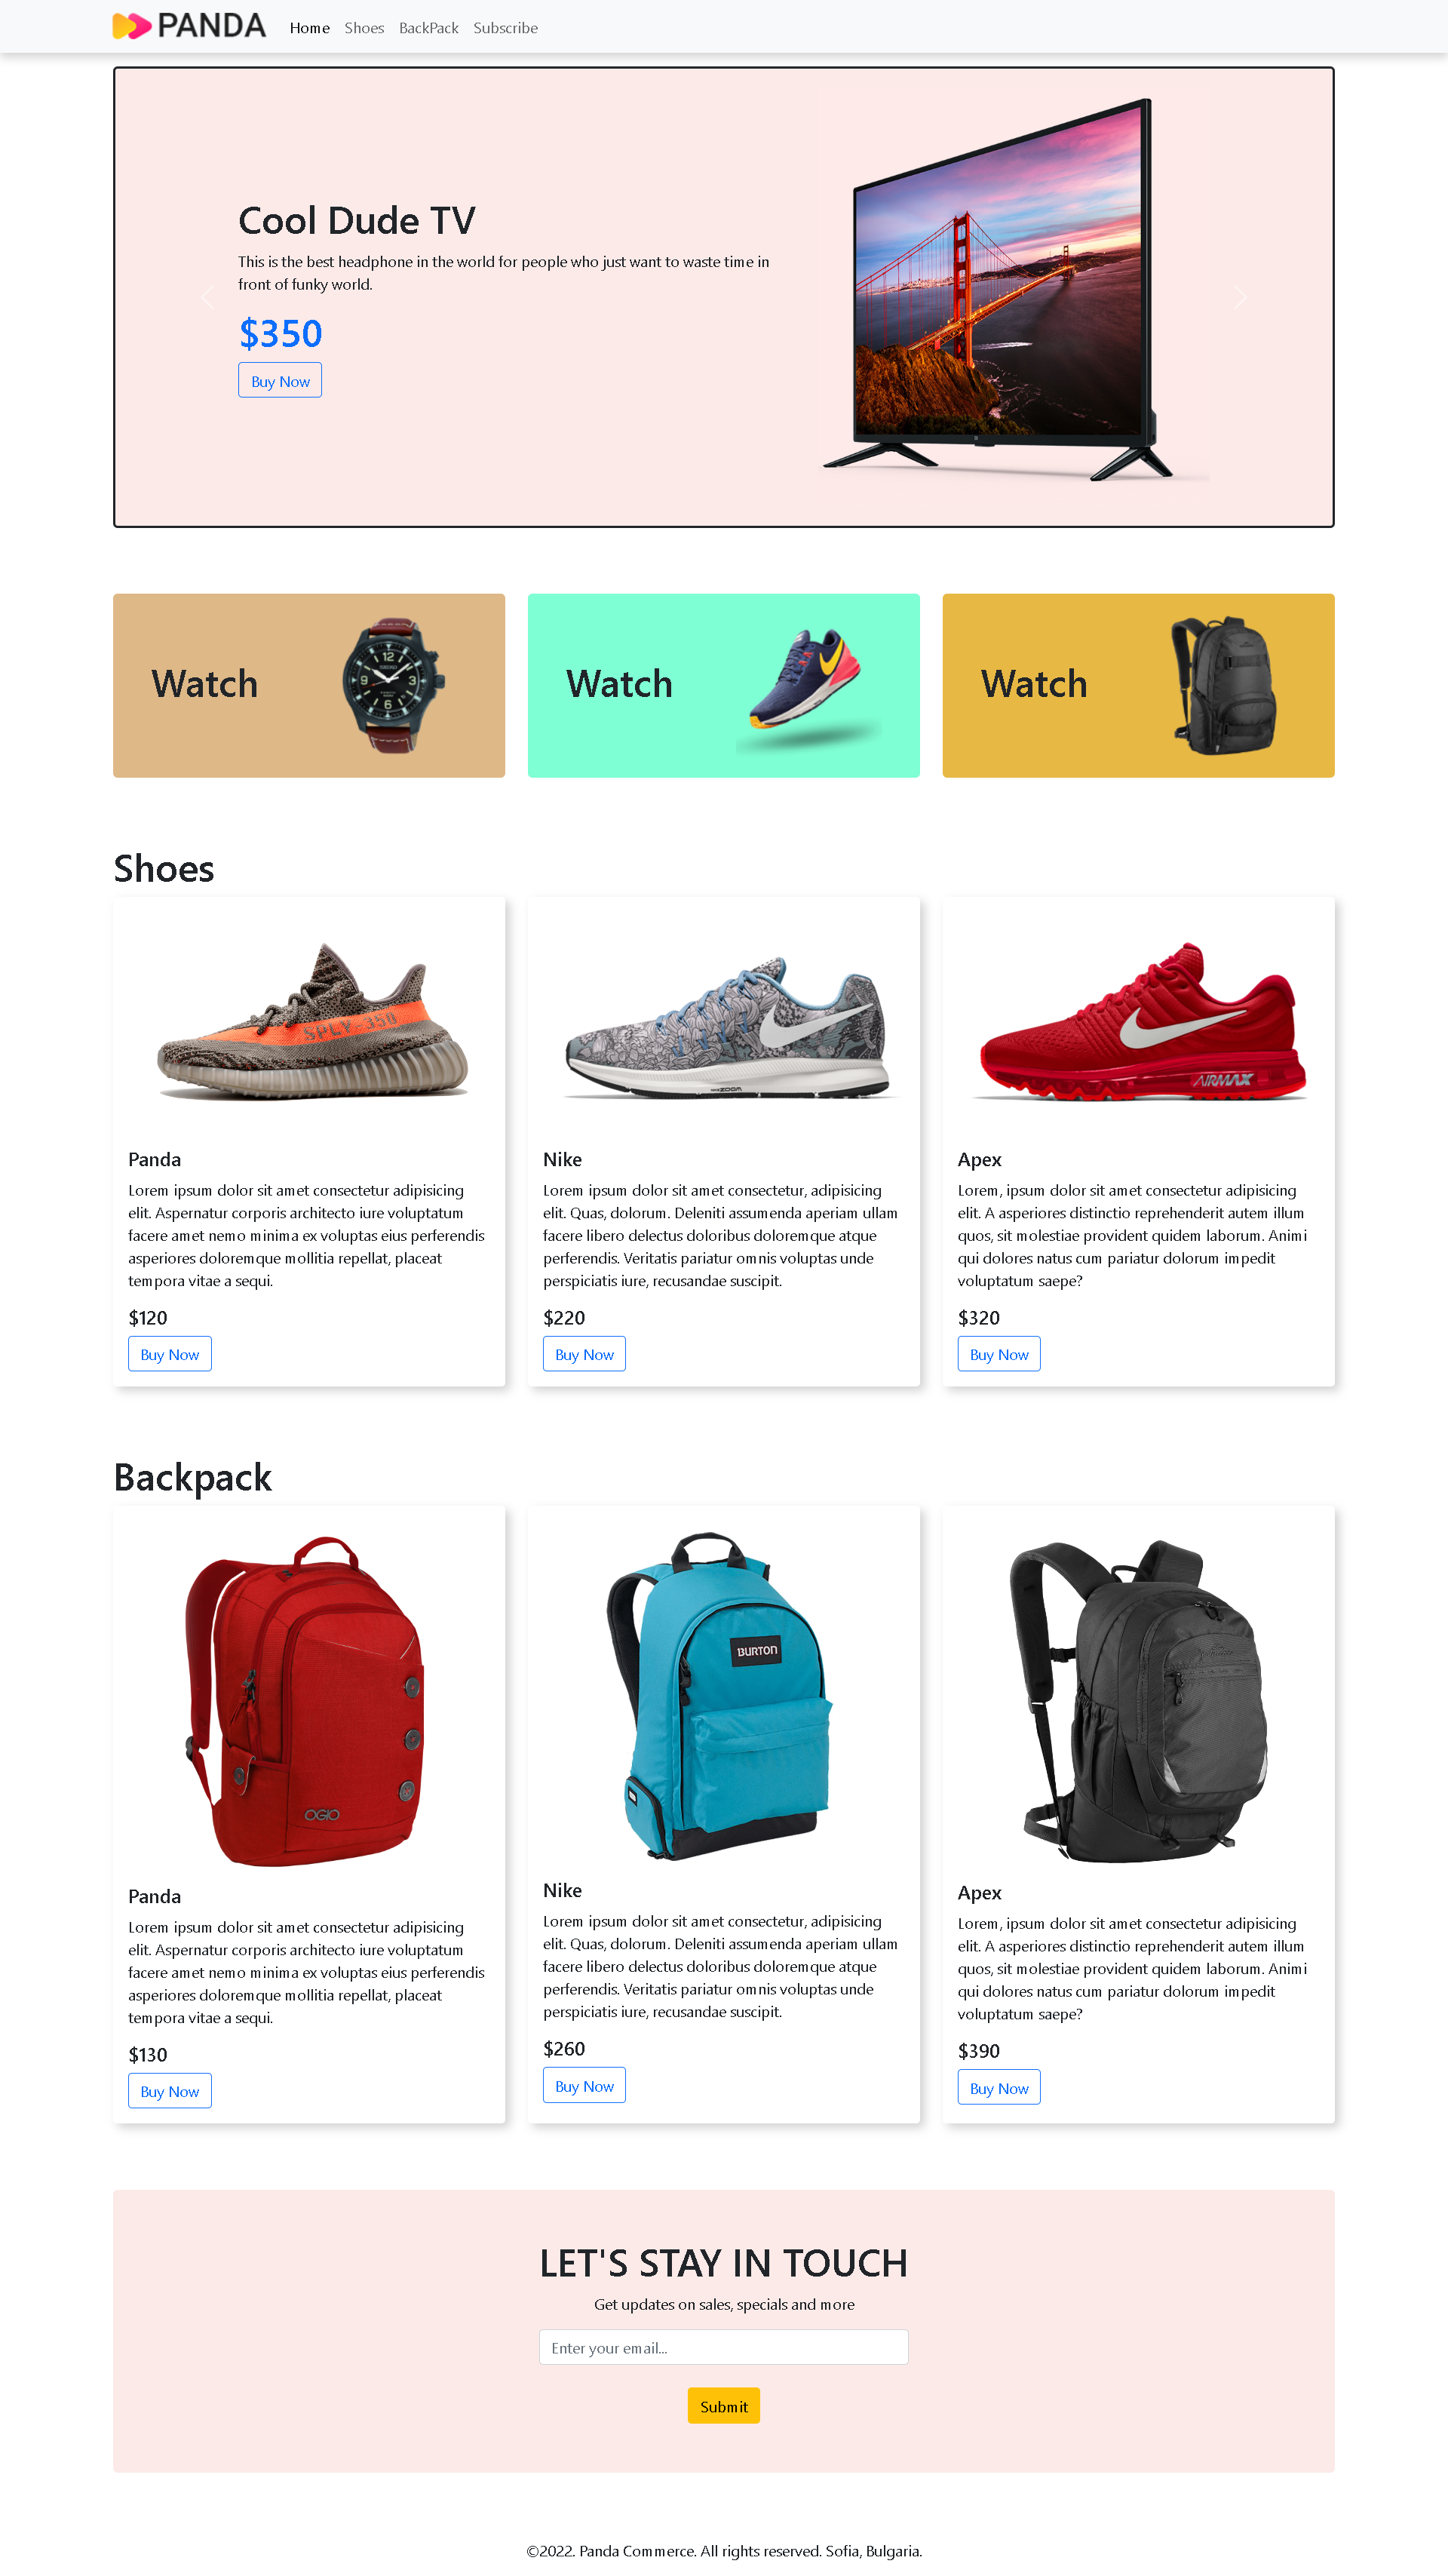 PANDA Home Shoes BackPack Subscribe
Cool Dude TV
This is the best headphone in the world for people who just want to waste time in
front of funky world.
$350
Buy Now
Watch
Watch
Watch
Shoes
SPLY-350
ZOOM
AIRMAX
Panda
Lorem ipsum dolor sit amet consectetur adipisicing
elit. Aspernatur corporis architecto iure voluptatum
facere amet nemo minima ex voluptas eius perferendis
asperiores doloremque mollitia repellat, placeat
tempora vitae a sequi.
$120
Buy Now
Nike
Lorem ipsum dolor sit amet consectetur, adipisicing
elit. Quas, dolorum. Deleniti assumenda aperiam ullam
facere libero delectus doloribus doloremque atque
perferendis. Veritatis pariatur omnis voluptas unde
perspiciatis iure, recusandae suscipit.
$220
Buy Now
Apex
Lorem, ipsum dolor sit amet consectetur adipisicing
elit. A asperiores distinctio reprehenderit autem illum
quos, sit molestiae provident quidem laborum. Animi
qui dolores natus cum pariatur dolorum impedit
voluptatum saepe?
$320
Buy Now
Backpack
OGIO
BURTON
Panda
Lorem ipsum dolor sit amet consectetur adipisicing
elit. Aspernatur corporis architecto iure voluptatum
facere amet nemo minima ex voluptas eius perferendis
asperiores doloremque mollitia repellat, placeat
tempora vitae a sequi.
$130
Buy Now
Nike
Lorem ipsum dolor sit amet consectetur, adipisicing
elit. Quas, dolorum. Deleniti assumenda aperiam ullam
facere libero delectus doloribus doloremque atque
perferendis. Veritatis pariatur omnis voluptas unde
perspiciatis iure, recusandae suscipit.
$260
Buy Now
Apex
Lorem, ipsum dolor sit amet consectetur adipisicing
elit. A asperiores distinctio reprehenderit autem illum
quos, sit molestiae provident quidem laborum. Animi
qui dolores natus cum pariatur dolorum impedit
voluptatum saepe?
$390
Buy Now
LET'S STAY IN TOUCH
Get updates on sales, specials and more
Enter your email...
Submit
©2022. Panda Commerce. All rights reserved. Sofia, Bulgaria.